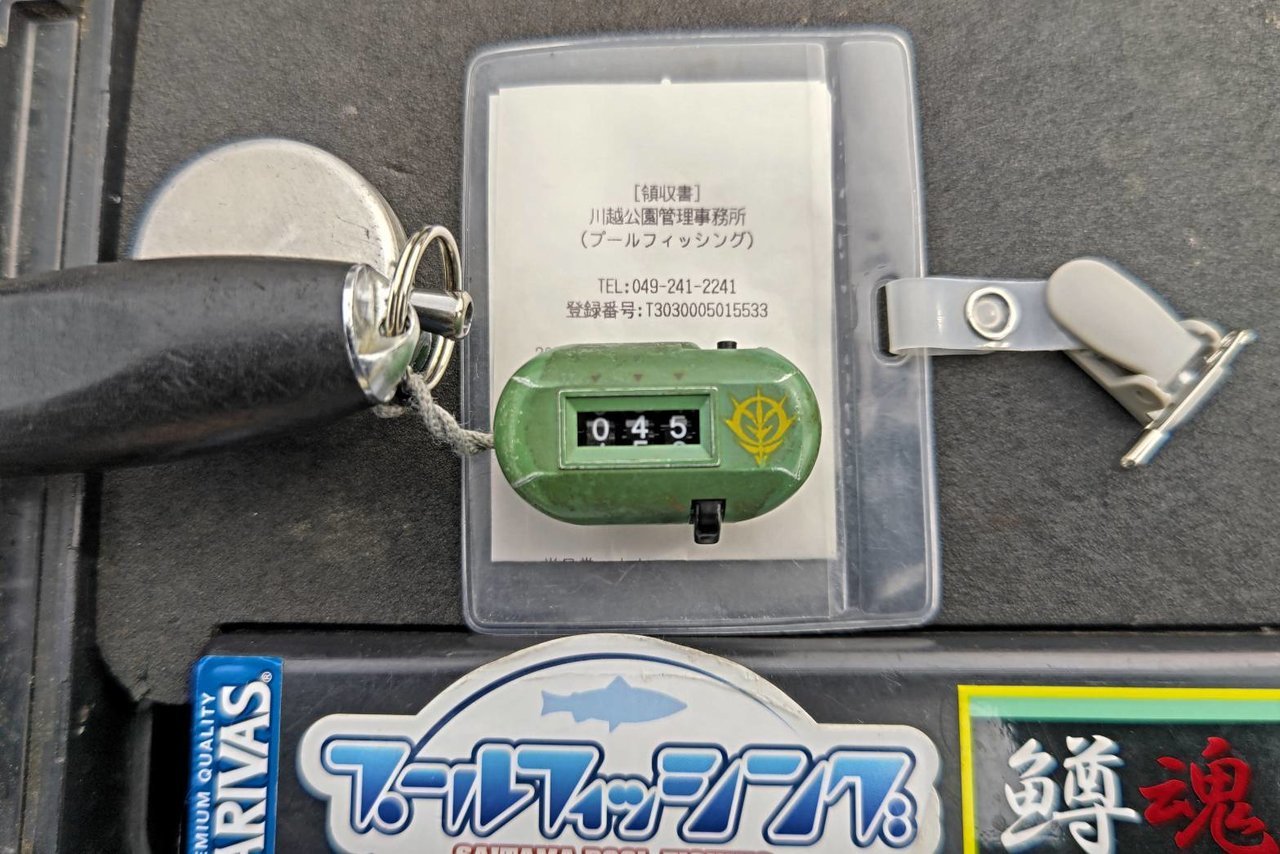 [領収書]
川越公園管理事務所
(プールフィッシング)
TEL:049-241-2241
登録番号:T3030005015533
045
PREMIUM QUALITY
VARIVAS®
プールフィッシング
鱒魂